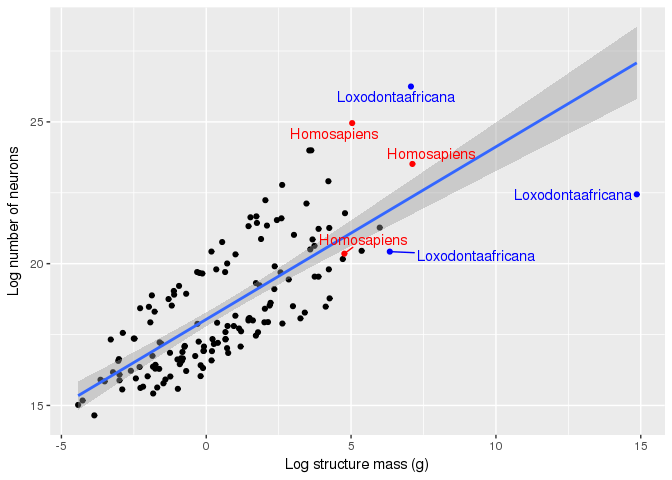 Loxodontaafricana
25
Homosapiens
Homosapiens
Loxodontaafricana
Homosapiens
Loxodontaafricana
20
15
Log number of neurons
-5
0
5
10
15
Log structure mass (g)